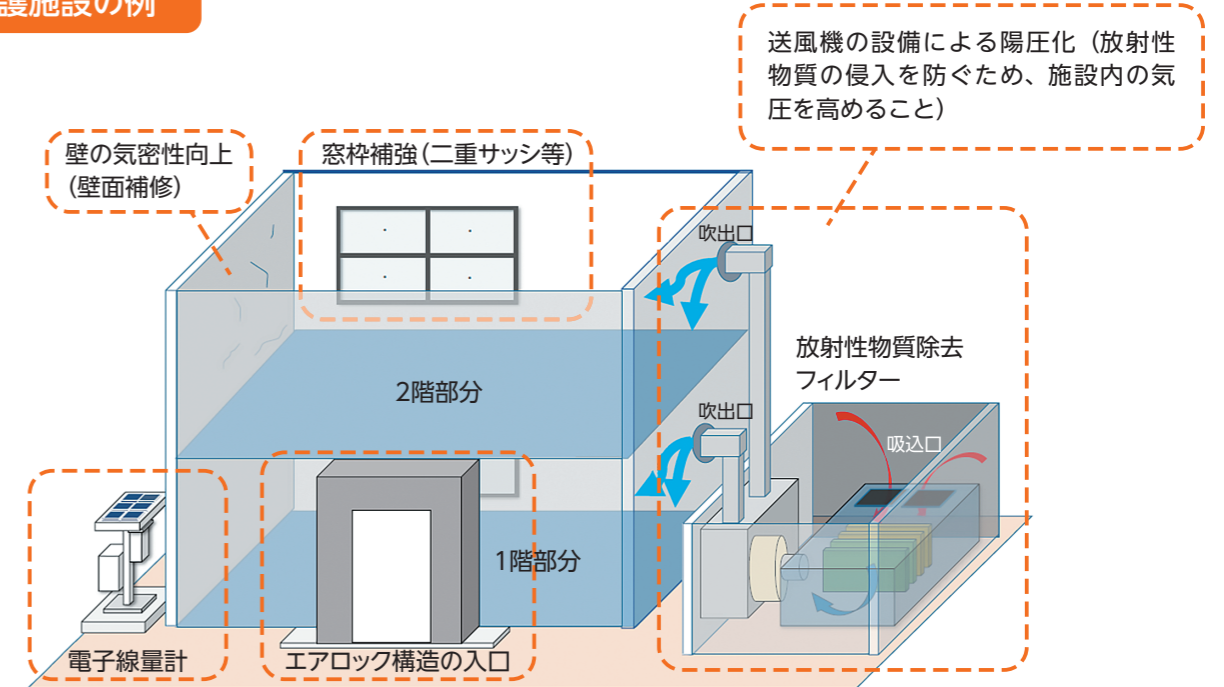 護施設の例
送風機の設備による陽圧化（放射性
物質の侵入を防ぐため、施設内の気
圧を高めること）
壁の気密性向上
（壁面補修）
窓枠補強（二重サッシ等）
吹出口
放射性物質除去
フィルター
2階部分
吹出口
吸込口
1階部分
電子線量計
エアロック構造の入口